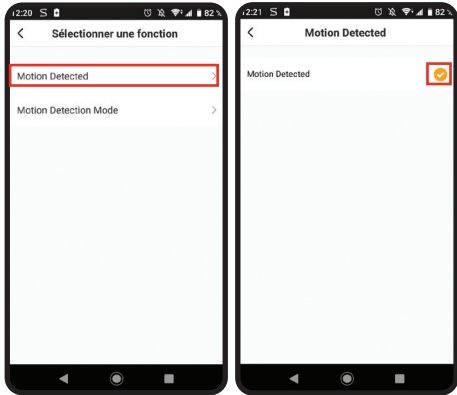 12:20 S 82 %
Sélectionner une fonction
Motion Detected
Motion Detection Mode
12:21 S 82 %
Motion Detected
Motion Detected